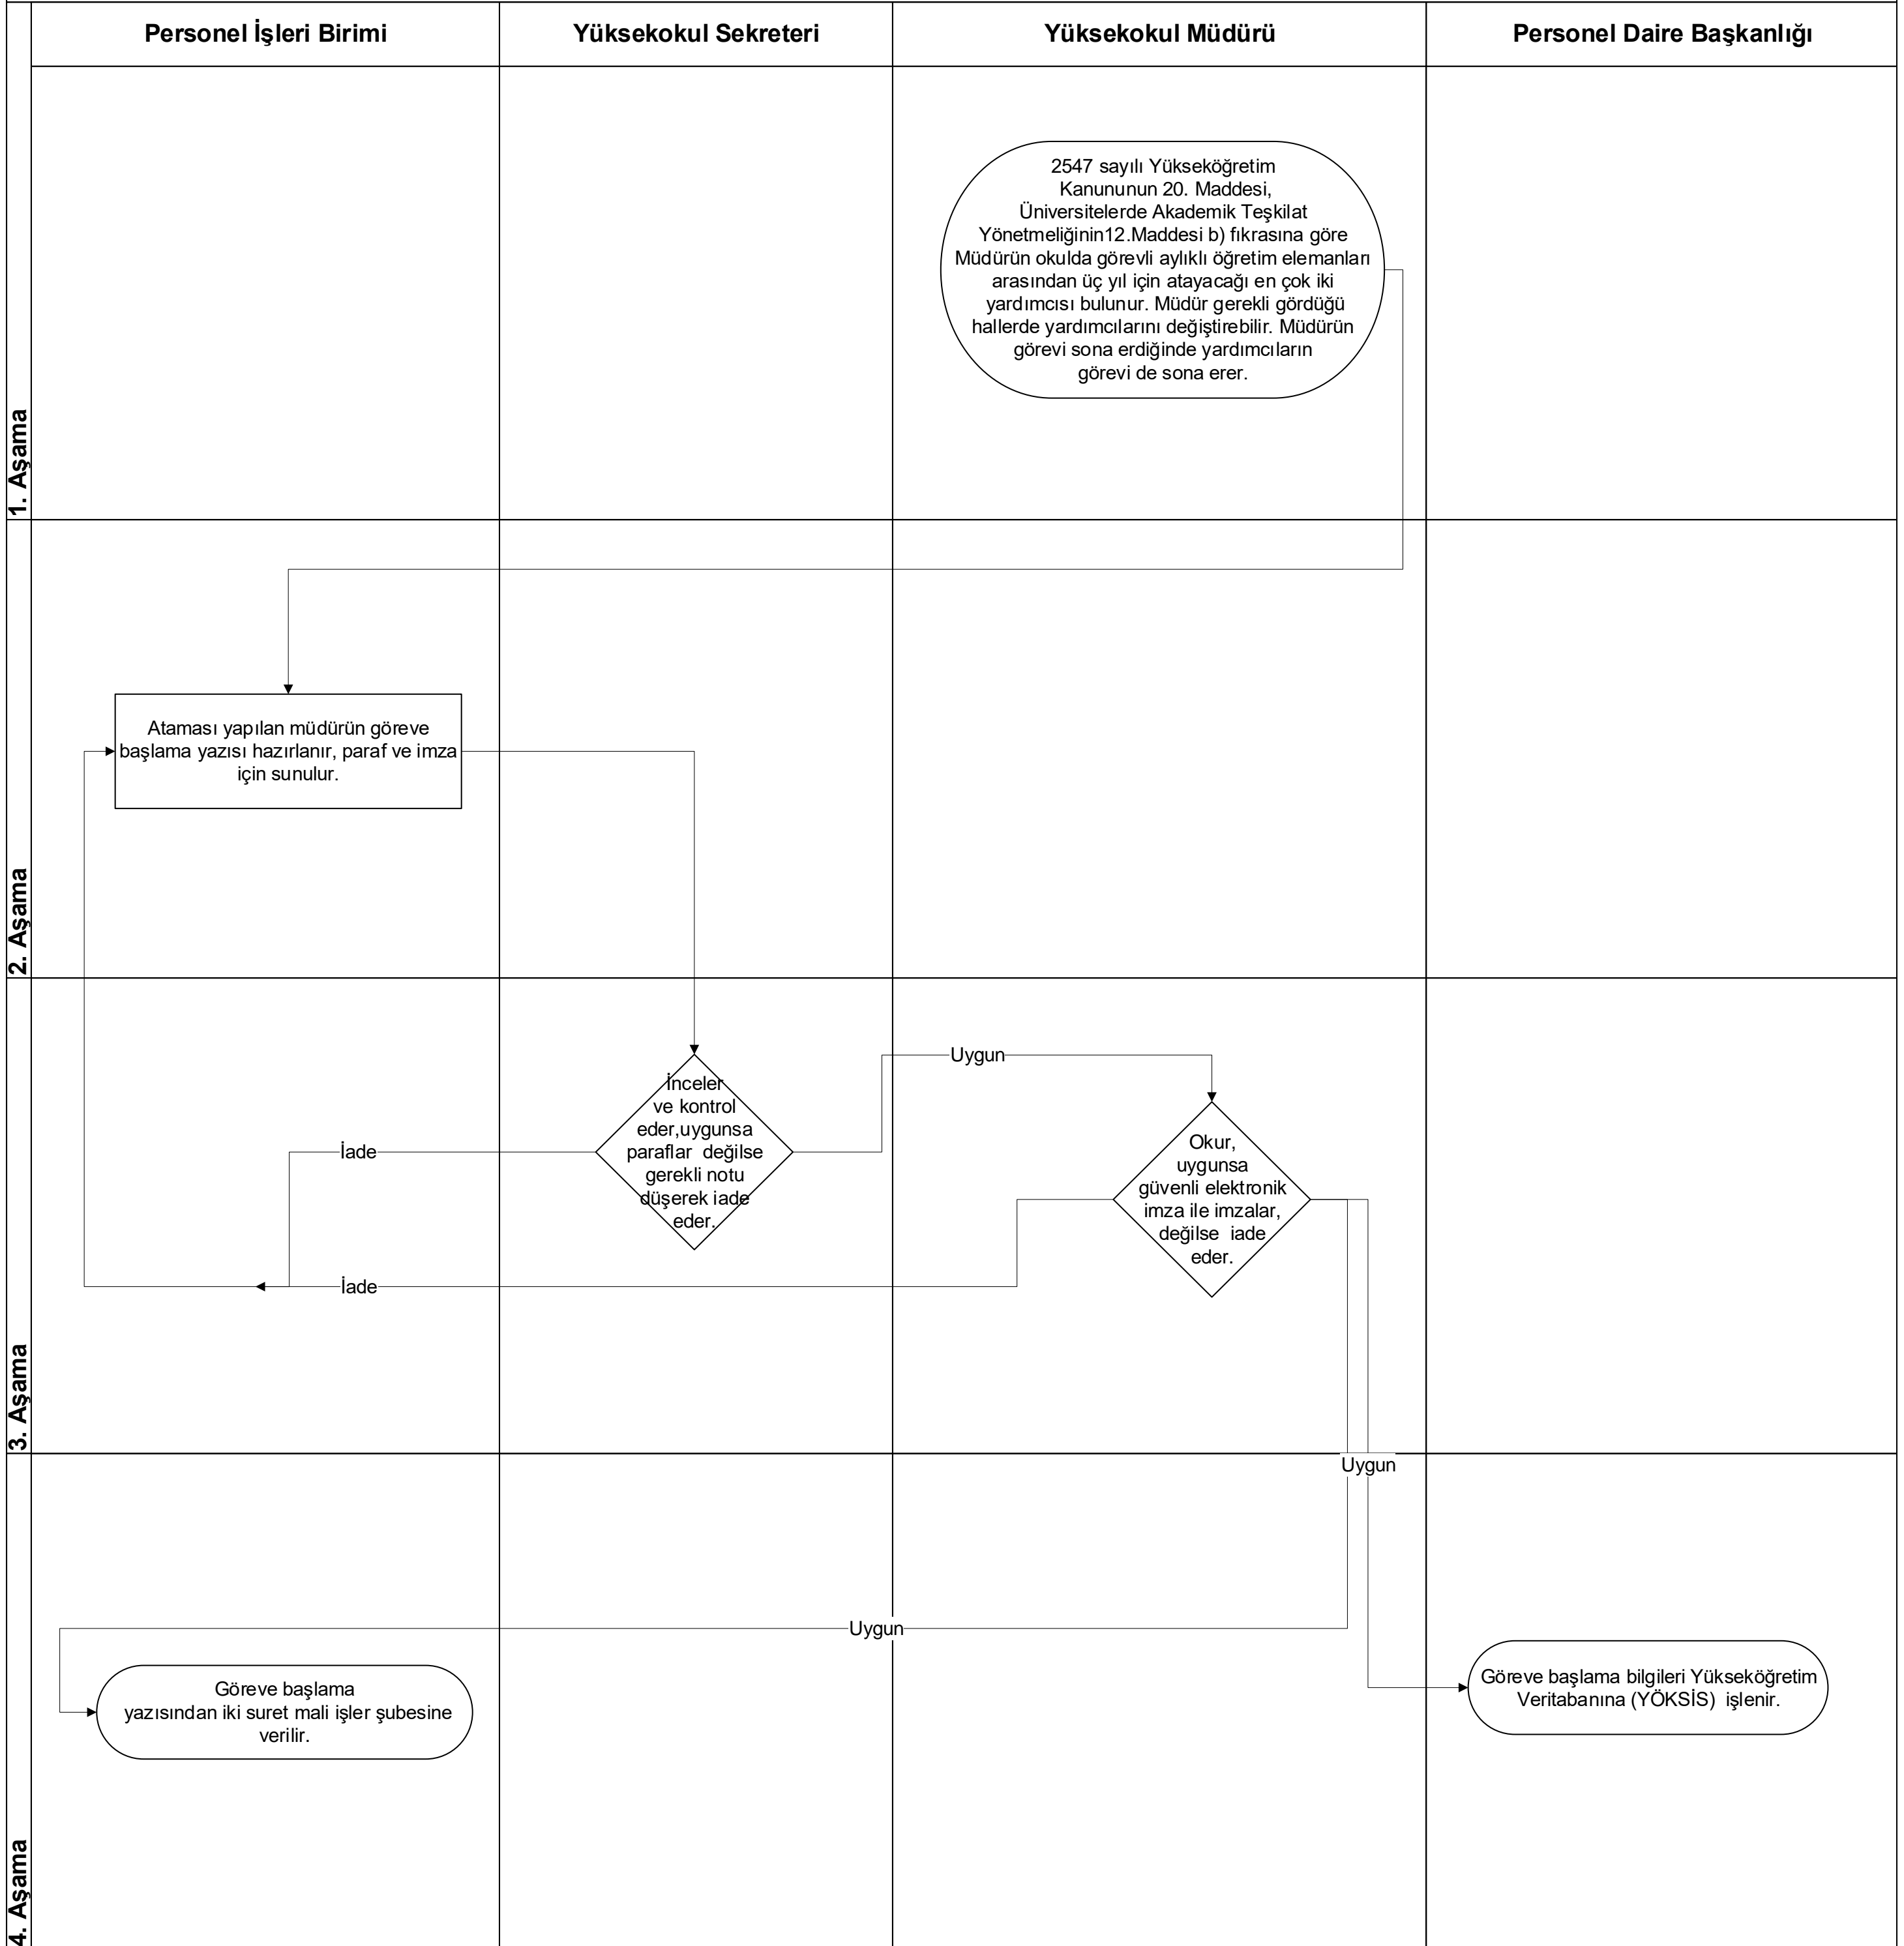 Personel İşleri Birimi
Yüksekokul Sekreteri
Yüksekokul Müdürü
Personel Daire Başkanlığı
1. Aşama
2547 sayılı Yükseköğretim
Kanununun 20. Maddesi,
Üniversitelerde Akademik Teşkilat
Yönetmeliğinin12.Maddesi b) fıkrasına göre
Müdürün okulda görevli aylıklı öğretim elemanları
arasından üç yıl için atayacağı en çok iki
yardımcısı bulunur. Müdür gerekli gördüğü
hallerde yardımcılarını değiştirebilir. Müdürün
görevi sona erdiğinde yardımcıların
görevi de sona erer.
2. Aşama
Ataması yapılan müdürün göreve
başlama yazısı hazırlanır, paraf ve imza
için sunulur.
3. Aşama
İnceler
ve kontrol
eder,uygunsa
paraflar  değilse
gerekli notu
düşerek iade
eder.
Uygun
Okur,
uygunsa
güvenli elektronik
imza ile imzalar,
değilse  iade
eder.
İade
İade
Uygun
4. Aşama
Uygun
Göreve başlama
yazısından iki suret mali işler şubesine
verilir.
Göreve başlama bilgileri Yükseköğretim
Veritabanına (YÖKSİS)  işlenir.